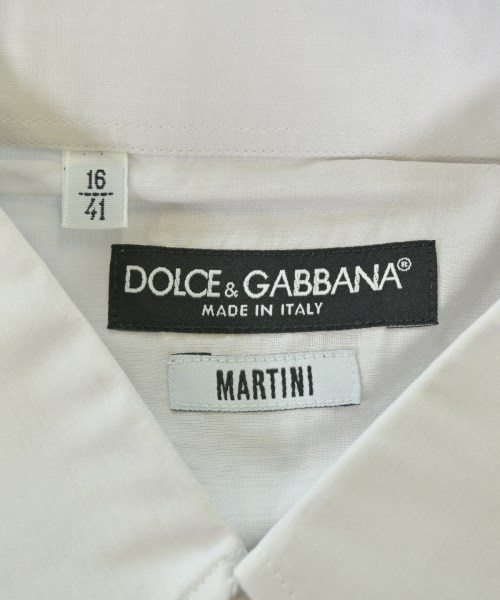 16
41
DOLCE & GABBANA®
MADE IN ITALY
MARTINI